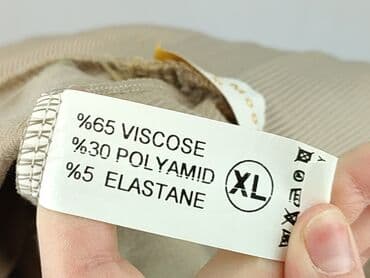 %65 VISCOSE
%30 POLYAMID
%5 ELASTANE
XL